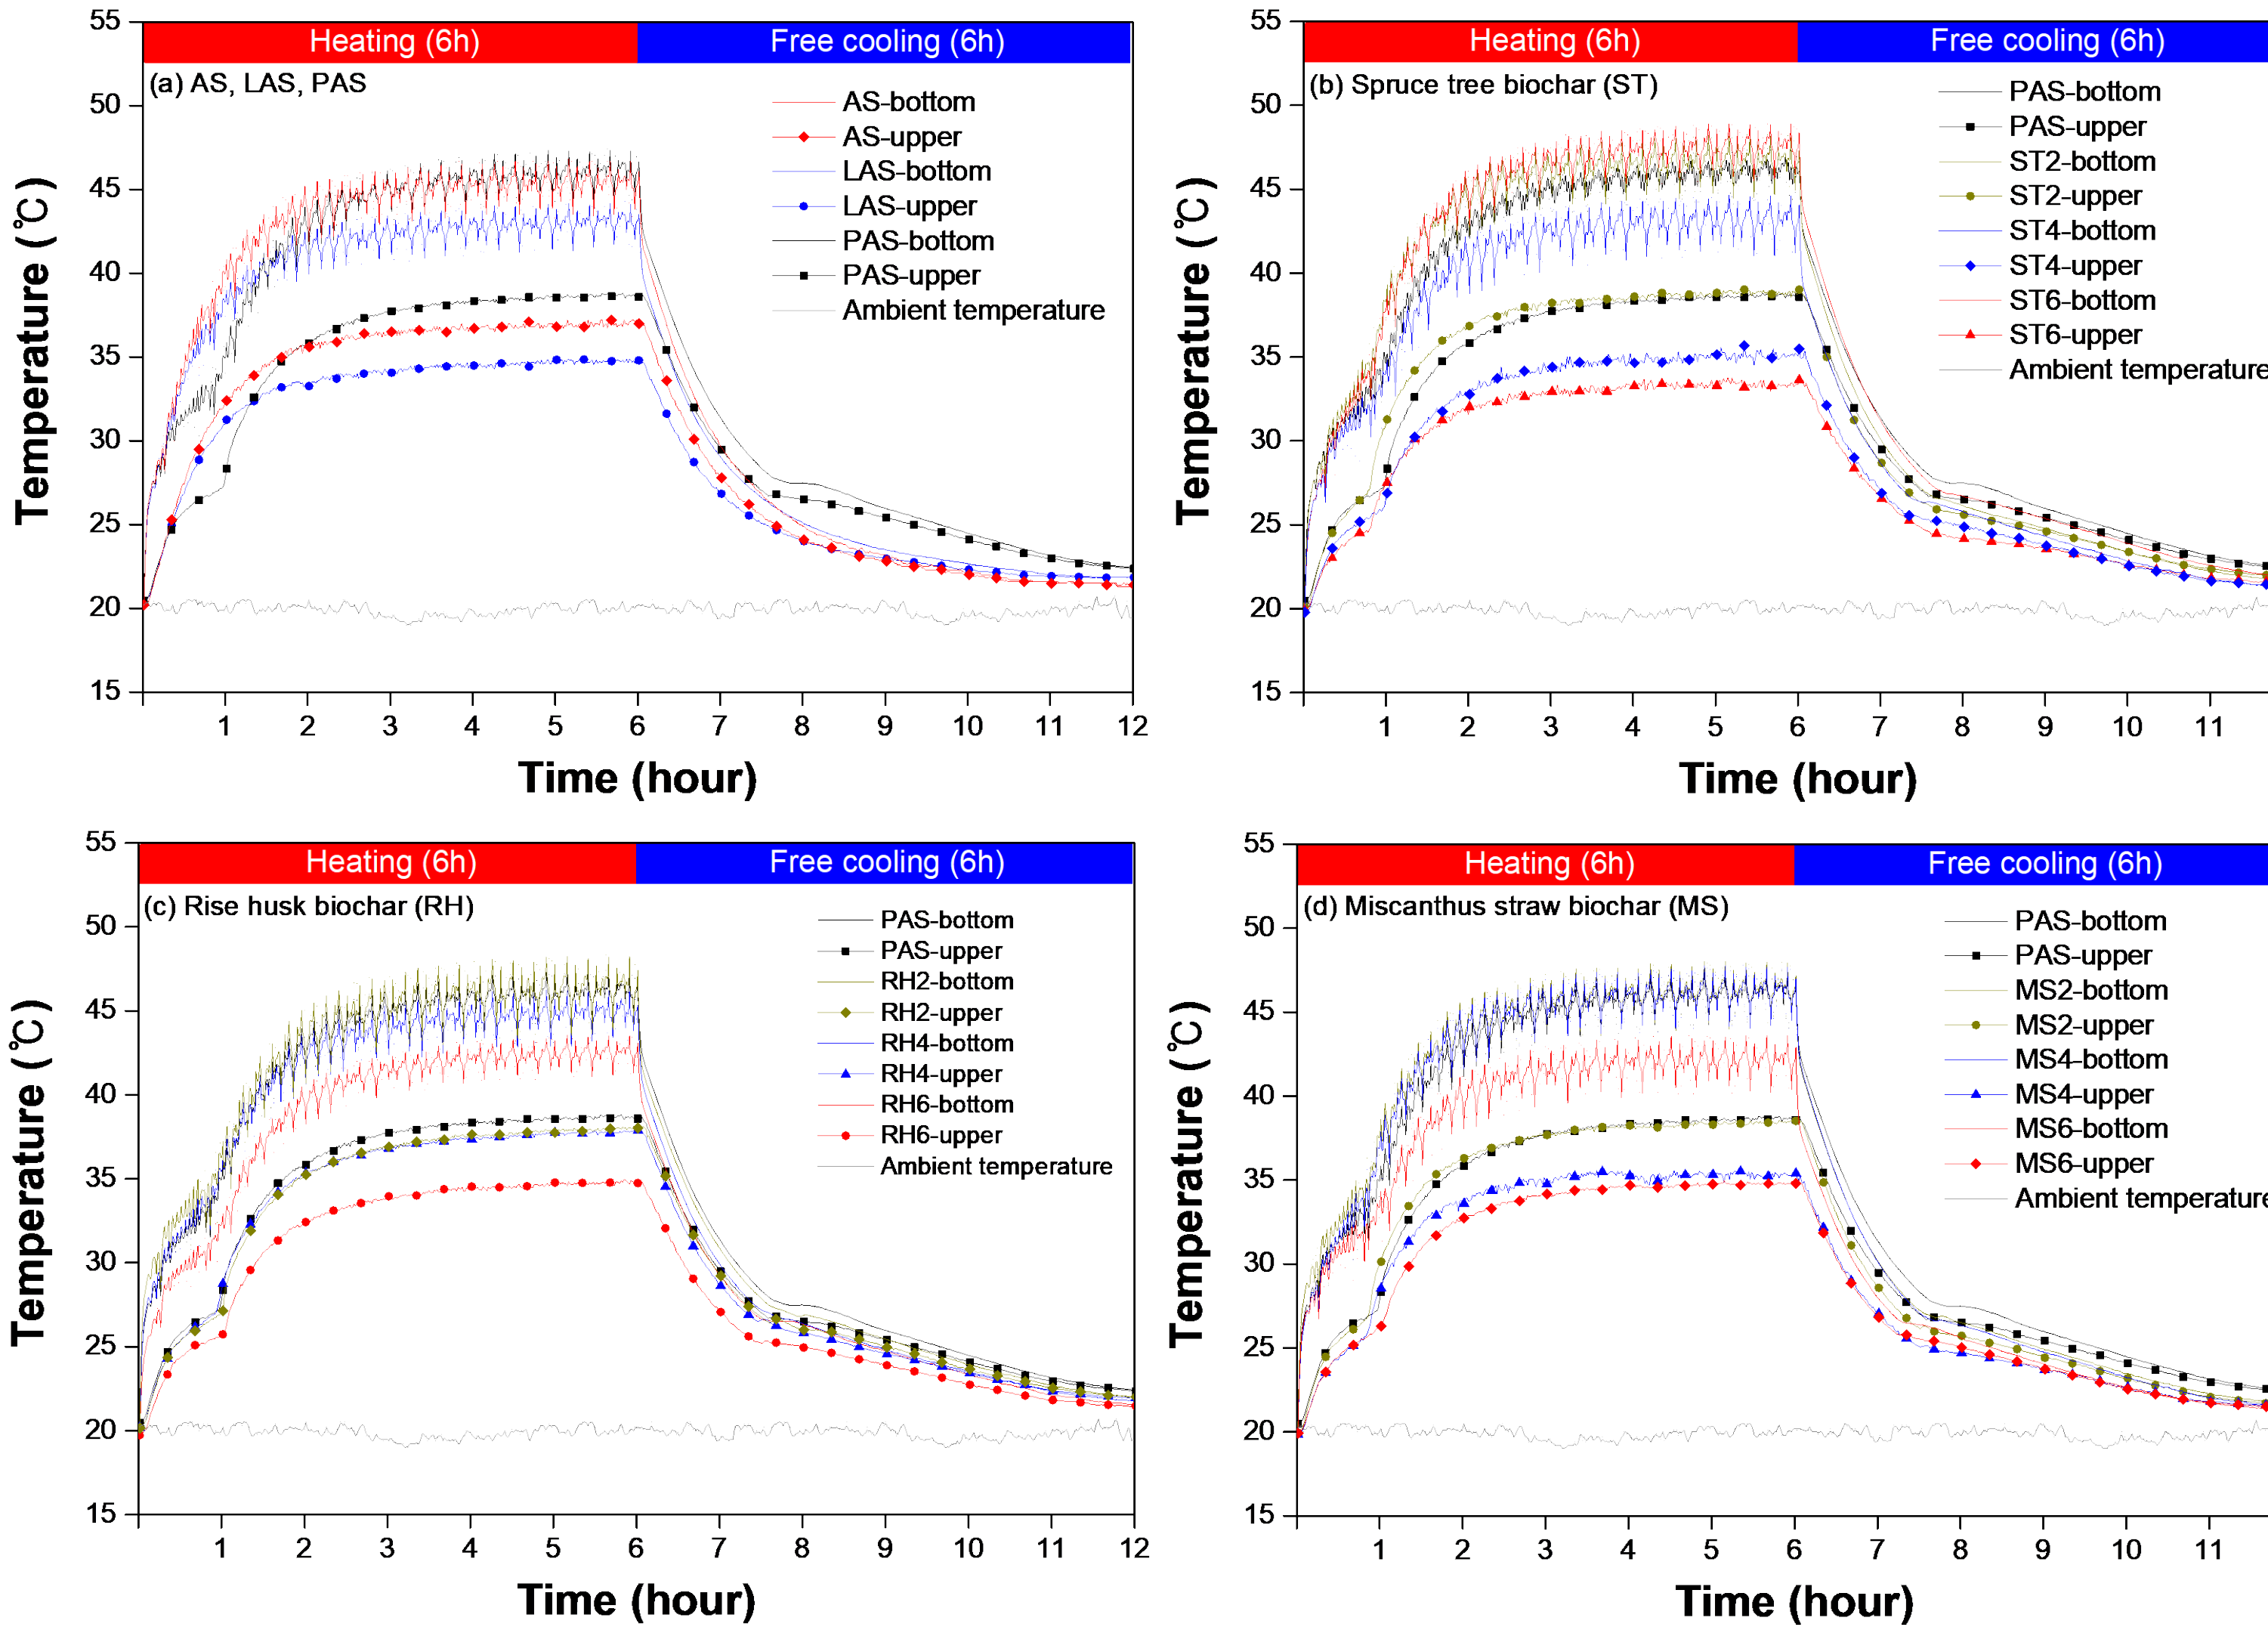 Heating (6h) Free cooling (6h)
(a) AS, LAS, PAS
AS-bottom
AS-upper
LAS-bottom
LAS-upper
PAS-bottom
PAS-upper
Ambient temperature
Temperature (℃)
55
50
45
40
35
30
25
20
15
1 2 3 4 5 6 7 8 9 10 11 12
Time (hour)
Heating (6h) Free cooling (6h)
(b) Spruce tree biochar (ST)
PAS-bottom
PAS-upper
ST2-bottom
ST2-upper
ST4-bottom
ST4-upper
ST6-bottom
ST6-upper
Ambient temperature
Temperature (℃)
55
50
45
40
35
30
25
20
15
1 2 3 4 5 6 7 8 9 10 11
Time (hour)
Heating (6h) Free cooling (6h)
(c) Rise husk biochar (RH)
PAS-bottom
PAS-upper
RH2-bottom
RH2-upper
RH4-bottom
RH4-upper
RH6-bottom
RH6-upper
Ambient temperature
Temperature (℃)
55
50
45
40
35
30
25
20
15
1 2 3 4 5 6 7 8 9 10 11 12
Time (hour)
Heating (6h) Free cooling (6h)
(d) Miscanthus straw biochar (MS)
PAS-bottom
PAS-upper
MS2-bottom
MS2-upper
MS4-bottom
MS4-upper
MS6-bottom
MS6-upper
Ambient temperature
Temperature (℃)
55
50
45
40
35
30
25
20
15
1 2 3 4 5 6 7 8 9 10 11
Time (hour)